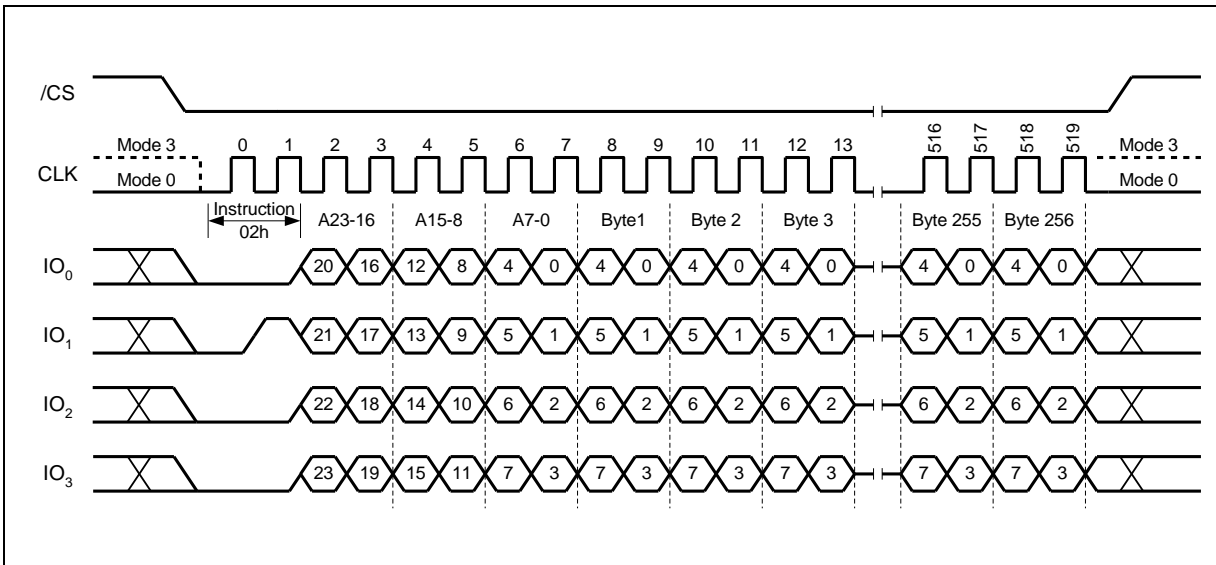 /CS
Mode 3 0 1 2 3 4 5 6 7 8 9 10 11 12 13 516 517 518 519 Mode 3
CLK
Mode 0 Mode 0
Instruction A23-16 A15-8 A7-0 Byte1 Byte 2 Byte 3 Byte 255 Byte 256
02h
IO0 20 16 12 8 4 0 4 0 4 0 4 0 4 0 4 0
IO1 21 17 13 9 5 1 5 1 5 1 5 1 5 1 5 1
IO2 22 18 14 10 6 2 6 2 6 2 6 2 6 2 6 2
IO3 23 19 15 11 7 3 7 3 7 3 7 3 7 3 7 3